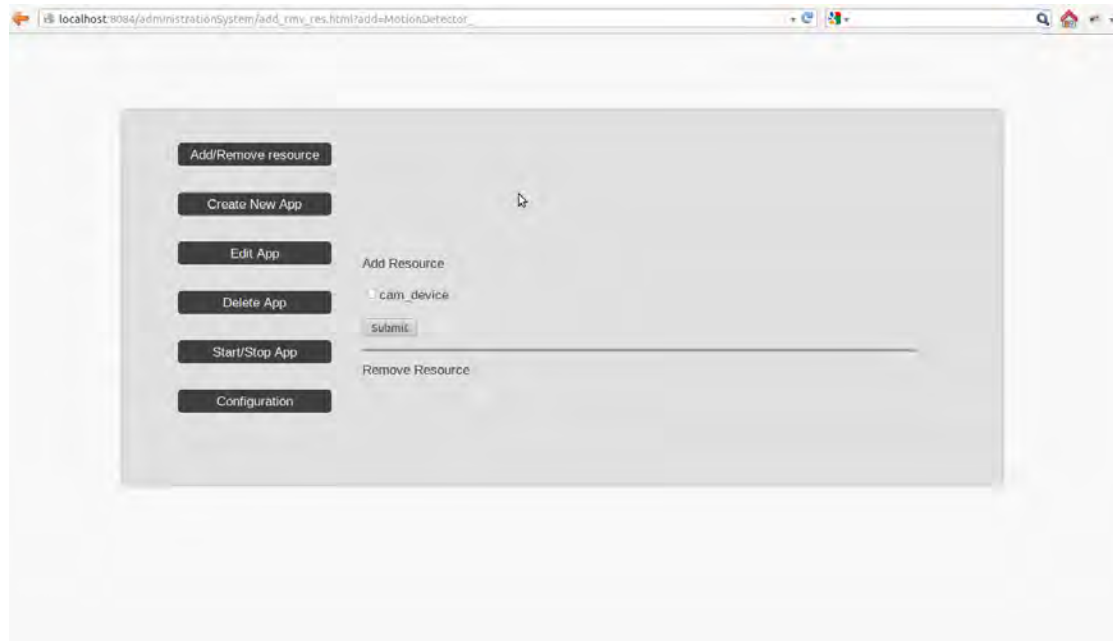 localhost:8084/administrationSystem/add_rmv_res.html?add=MotionDetector_
Add/Remove resource
Create New App
Edit App
Delete App
Start/Stop App
Configuration
Add Resource
cam_device
Submit
Remove Resource